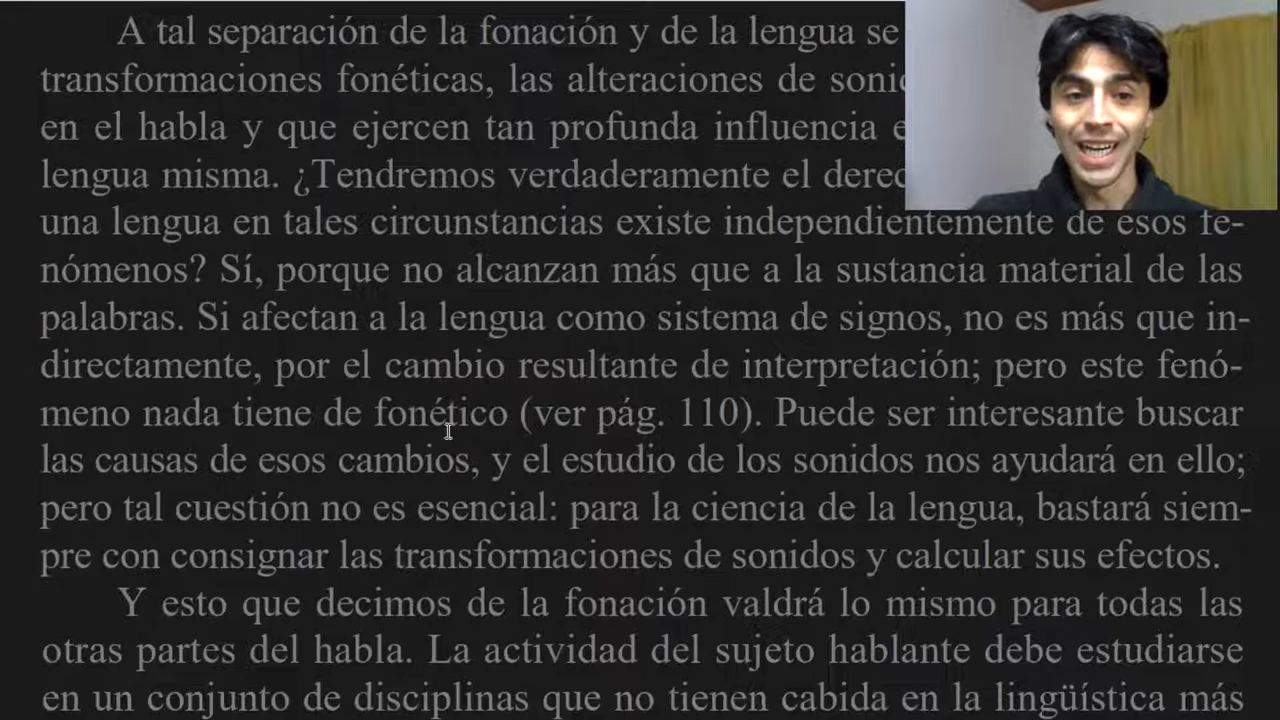 A tal separación de la fonación y de la lengua se
transformaciones fonéticas, las alteraciones de
en el habla y que ejercen tan profunda influencia
lengua misma. ¿Tendremos verdaderamente el
una lengua en tales circunstancias existe independientemente de esos fe-
nómenos? Sí, porque no alcanzan más que a la sustancia material de las
palabras. Si afectan a la lengua como sistema de signos, no es más que in-
directamente, por el cambio resultante de interpretación; pero este fenó-
meno nada tiene de fonético (ver pág. 110). Puede ser interesante buscar
las causas de esos cambios, y el estudio de los sonidos nos ayudará en ello;
pero tal cuestión no es esencial: para la ciencia de la lengua, bastará siem-
pre con consignar las transformaciones de sonidos y calcular sus efectos.
Y esto que decimos de la fonación valdrá lo mismo para todas las
otras partes del habla. La actividad del sujeto hablante debe estudiarse
en un conjunto de disciplinas que no tienen cabida en la lingüística más